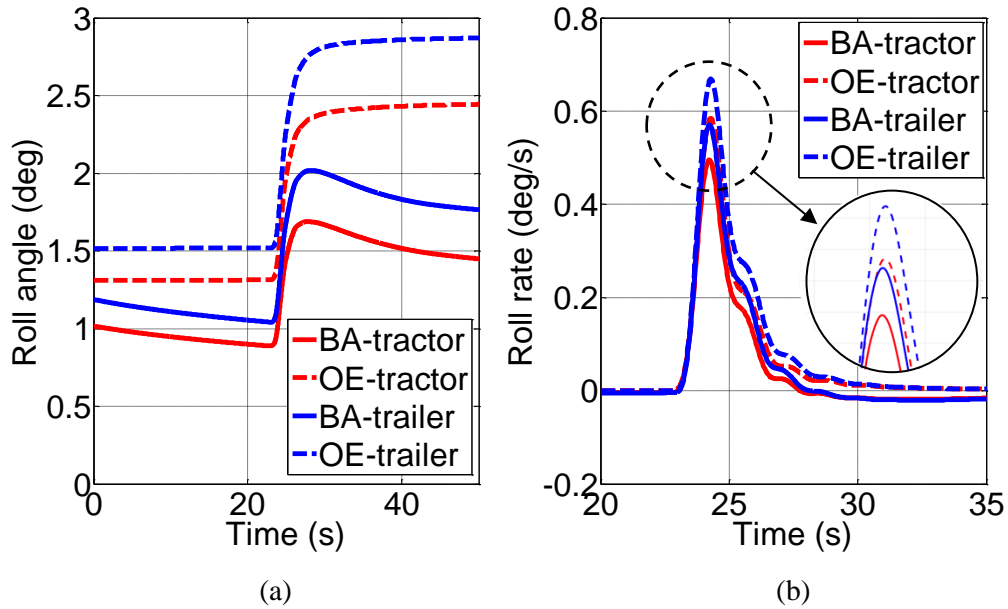 3
2.5
2
1.5
1
0.5
0
0
20
40
Roll angle (deg)
Time (s)
BA-tractor
OE-tractor
BA-trailer
OE-trailer
(a)
0.8
0.6
0.4
0.2
0
-0.2
20
25
30
35
Roll rate (deg/s)
Time (s)
BA-tractor
OE-tractor
BA-trailer
OE-trailer
(b)